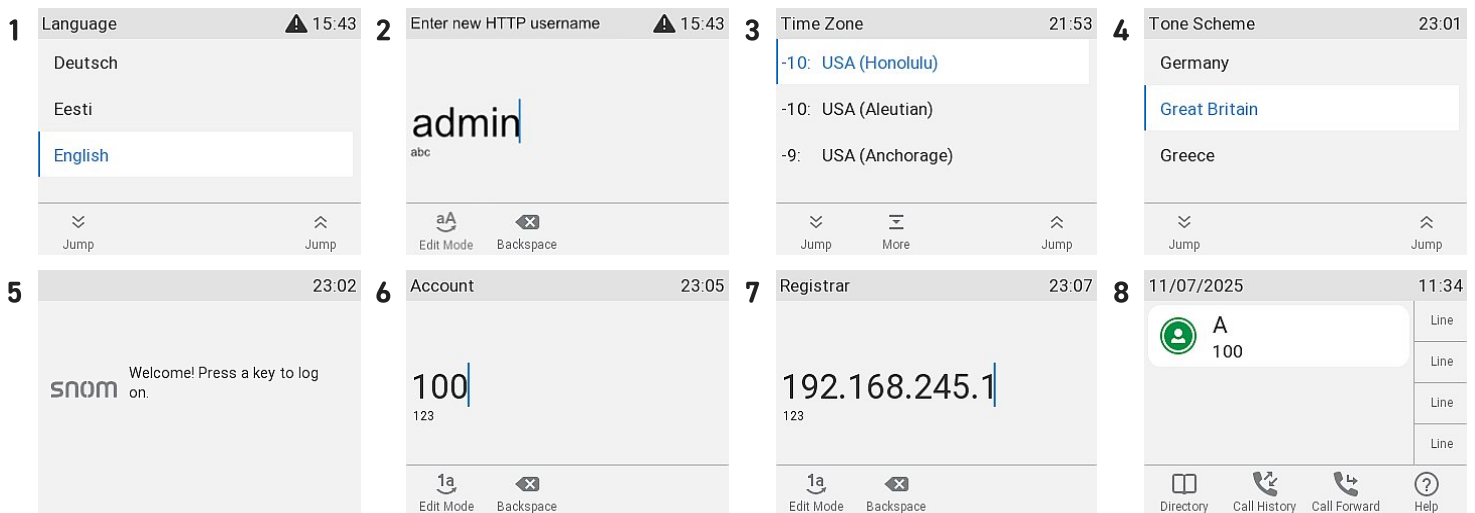 1
Language 15:43
Deutsch
Eesti
English
Jump Jump
2
Enter new HTTP username 15:43
admin
abc
aA
Edit Mode Backspace
3
Time Zone 21:53
-10: USA (Honolulu)
-10: USA (Aleutian)
-9: USA (Anchorage)
Jump More Jump
4
Tone Scheme 23:01
Germany
Great Britain
Greece
Jump Jump
5
23:02
snom
Welcome! Press a key to log
on.
6
Account 23:05
100
123
1a
Edit Mode Backspace
7
Registrar 23:07
192.168.245.1
123
1a
Edit Mode Backspace
8
11/07/2025 11:34
A
100
Line
Line
Line
Line
Directory Call History Call Forward Help